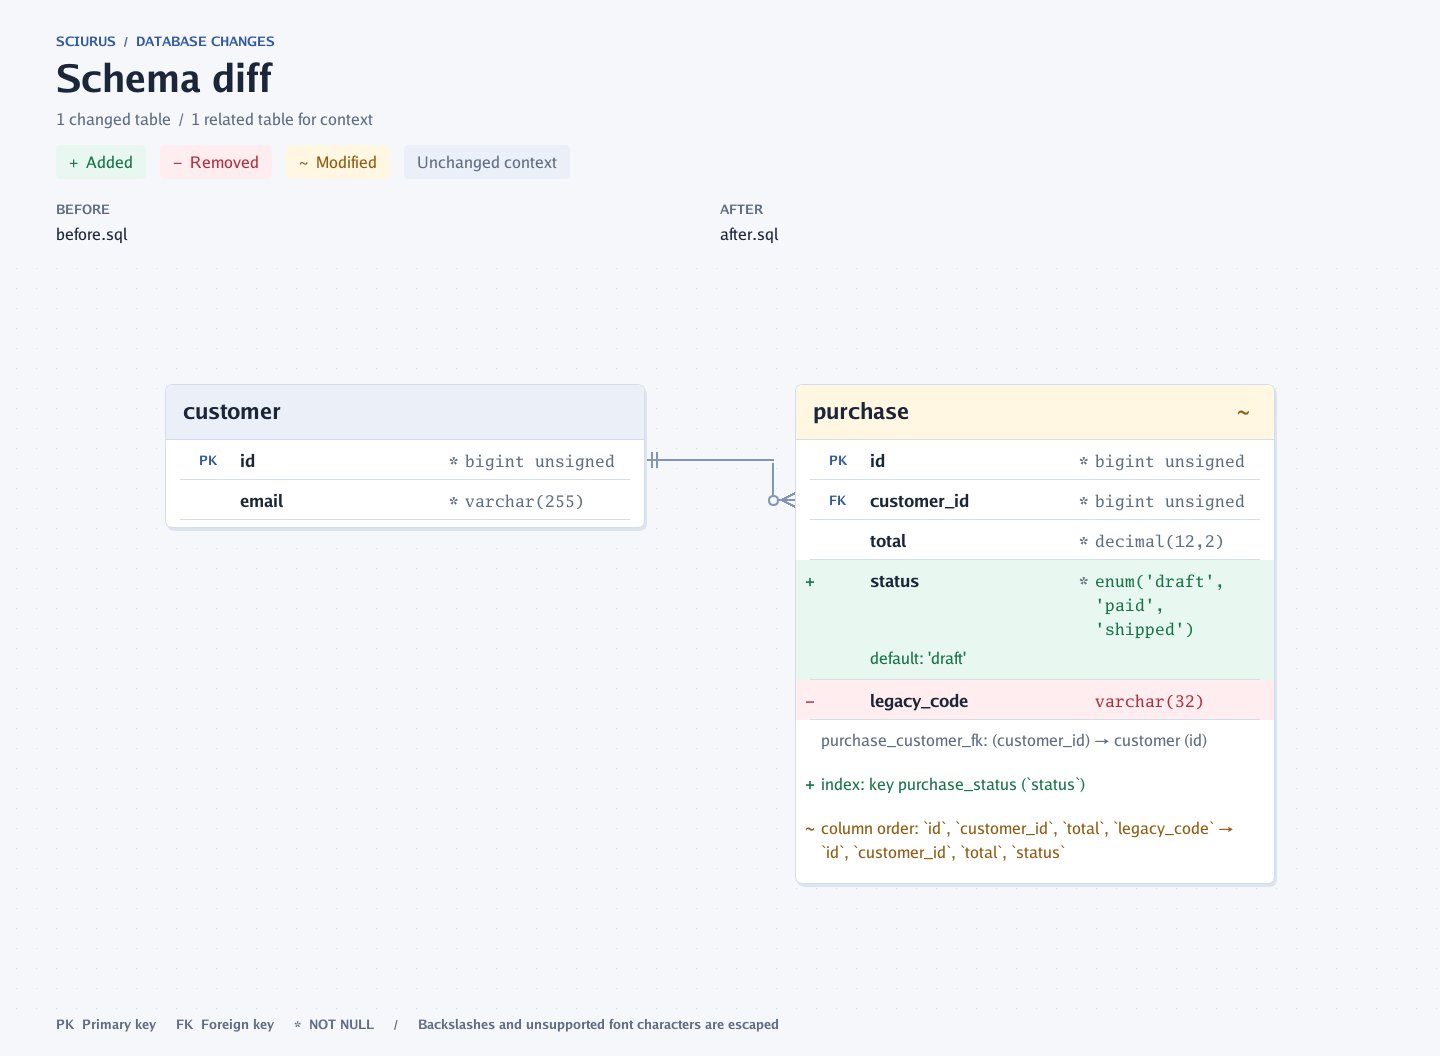 SCIURUS / DATABASE CHANGES
Schema diff
1 changed table / 1 related table for context
+ Added − Removed ~ Modified Unchanged context
BEFORE
before.sql
AFTER
after.sql
customer
PK id * bigint unsigned
email * varchar(255)
purchase ~
PK id * bigint unsigned
FK customer_id * bigint unsigned
total * decimal(12,2)
+ status * enum('draft',
'paid',
'shipped')
default: 'draft'
− legacy_code varchar(32)
purchase_customer_fk: (customer_id) → customer (id)
+ index: key purchase_status (`status`)
~ column order: `id`, `customer_id`, `total`, `legacy_code` →
`id`, `customer_id`, `total`, `status`
PK Primary key FK Foreign key * NOT NULL / Backslashes and unsupported font characters are escaped